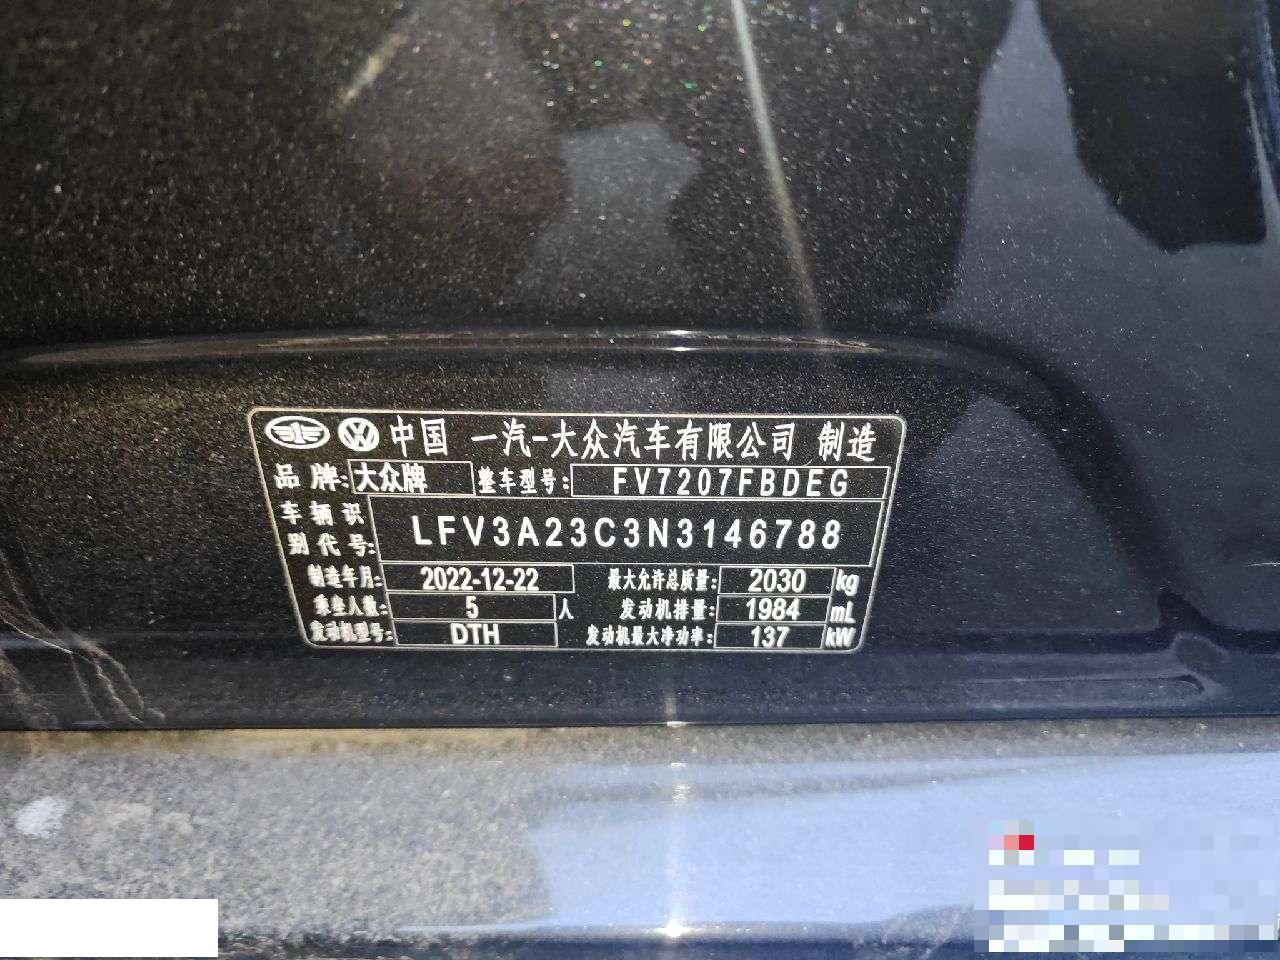 中国 一汽-大众汽车有限公司 制造
品牌: 大众牌 整车型号: FV7207FBDEG
车辆识别代号: LFV3A23C3N3146788
制造年月: 2022-12-22 最大允许总质量: 2030 kg
乘坐人数: 5 人 发动机排量: 1984 mL
发动机型号: DTH 发动机最大净功率: 137 kW